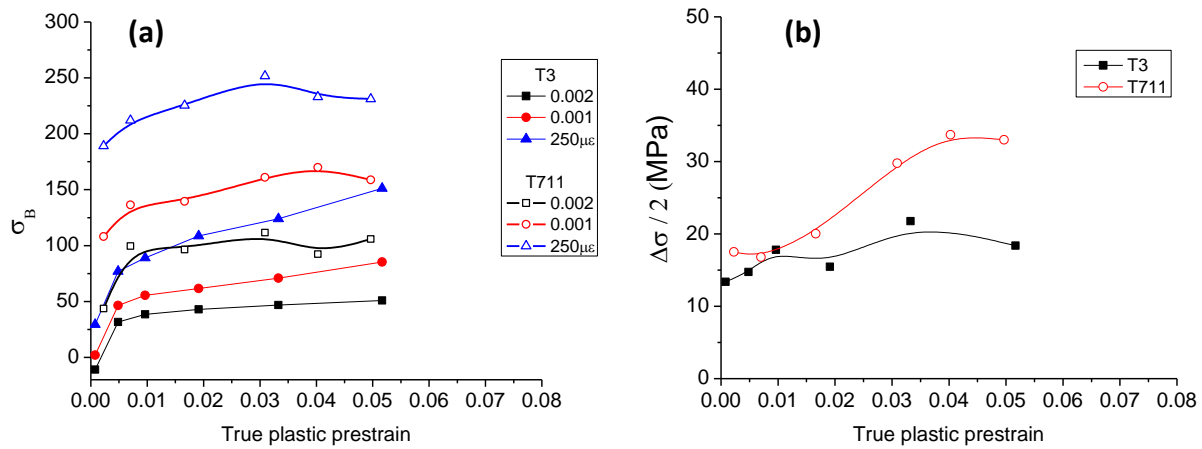 (a)
300
250
200
150
100
50
0
σ_B
0.00 0.01 0.02 0.03 0.04 0.05 0.06 0.07 0.08
True plastic prestrain
T3
0.002
0.001
250με
T711
0.002
0.001
250με
(b)
50
40
30
20
10
0
Δσ / 2 (MPa)
0.00 0.01 0.02 0.03 0.04 0.05 0.06 0.07 0.08
True plastic prestrain
T3
T711